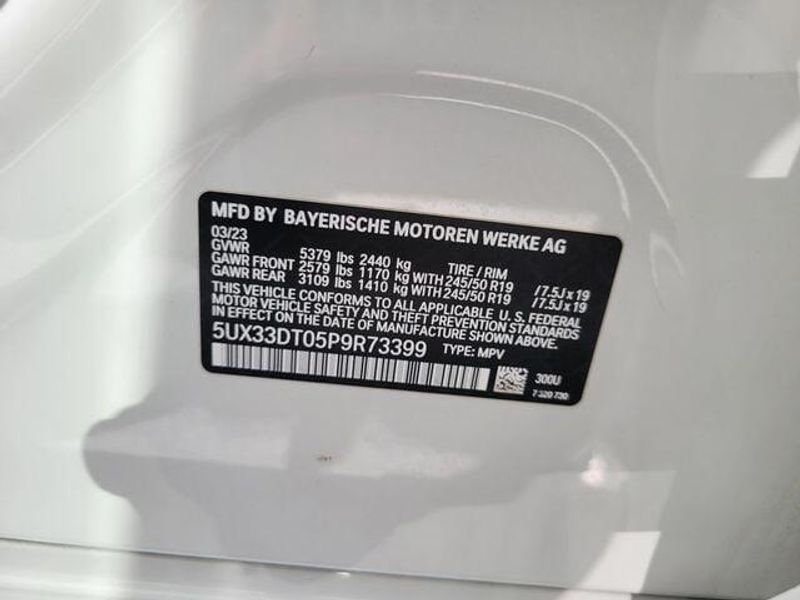 MFD BY BAYERISCHE MOTOREN WERKE AG
03/23
GVWR 5379 lbs 2440 kg TIRE / RIM
GAWR FRONT 2579 lbs 1170 kg WITH 245/50 R19 /7.5J x 19
GAWR REAR 3109 lbs 1410 kg WITH 245/50 R19 /7.5J x 19
THIS VEHICLE CONFORMS TO ALL APPLICABLE U. S. FEDERAL
MOTOR VEHICLE SAFETY AND THEFT PREVENTION STANDARDS
IN EFFECT ON THE DATE OF MANUFACTURE SHOWN ABOVE.
5UX33DT05P9R73399 TYPE: MPV
300U
7 320 730